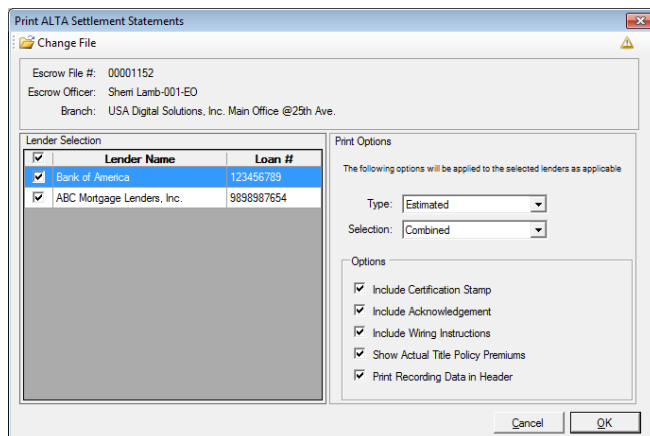 Print ALTA Settlement Statements
Change File
Escrow File #: 00001152
Escrow Officer: Sherri Lamb-001-EO
Branch: USA Digital Solutions, Inc. Main Office @25th Ave.
Lender Selection
Lender Name Loan #
Bank of America 123456789
ABC Mortgage Lenders, Inc. 9898987654
Print Options
The following options will be applied to the selected lenders as applicable
Type: Estimated
Selection: Combined
Options
Include Certification Stamp
Include Acknowledgement
Include Wiring Instructions
Show Actual Title Policy Premiums
Print Recording Data in Header
Cancel OK